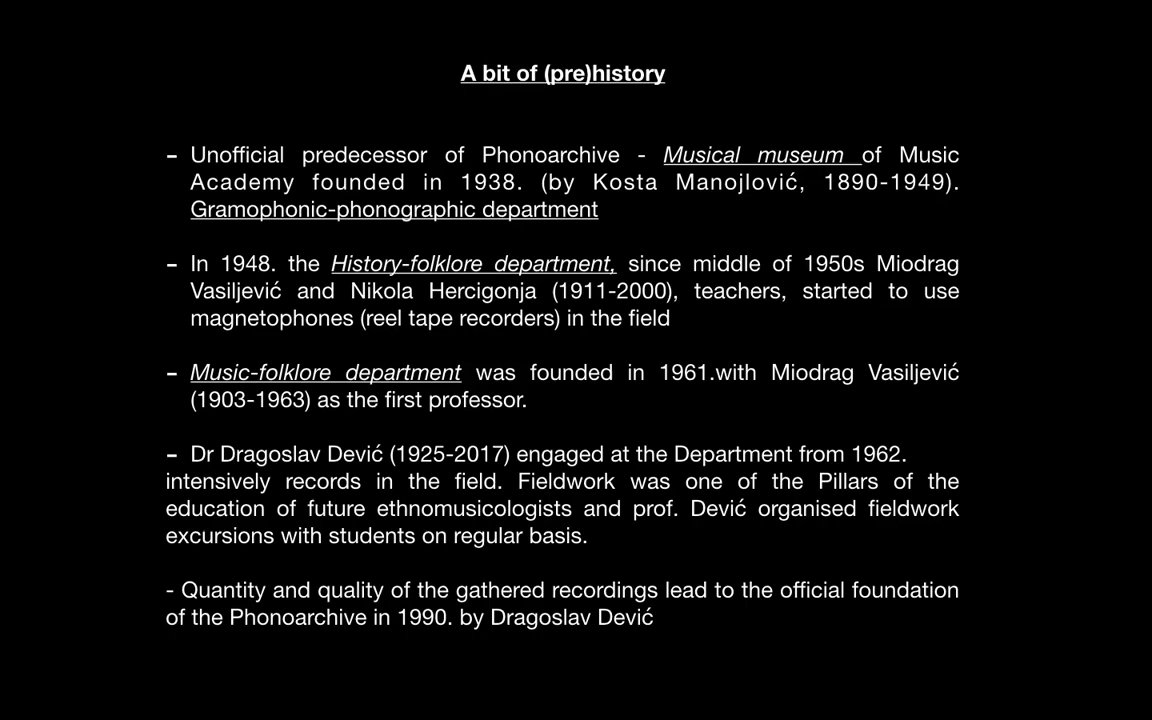 A bit of (pre)history
- Unofficial predecessor of Phonoarchive - Musical museum of Music
Academy founded in 1938. (by Kosta Manojlović, 1890-1949).
Gramophonic-phonographic department
- In 1948. the History-folklore department, since middle of 1950s Miodrag
Vasiljević and Nikola Hercigonja (1911-2000), teachers, started to use
magnetophones (reel tape recorders) in the field
- Music-folklore department was founded in 1961.with Miodrag Vasiljević
(1903-1963) as the first professor.
- Dr Dragoslav Dević (1925-2017) engaged at the Department from 1962.
intensively records in the field. Fieldwork was one of the Pillars of the
education of future ethnomusicologists and prof. Dević organised fieldwork
excursions with students on regular basis.
- Quantity and quality of the gathered recordings lead to the official foundation
of the Phonoarchive in 1990. by Dragoslav Dević